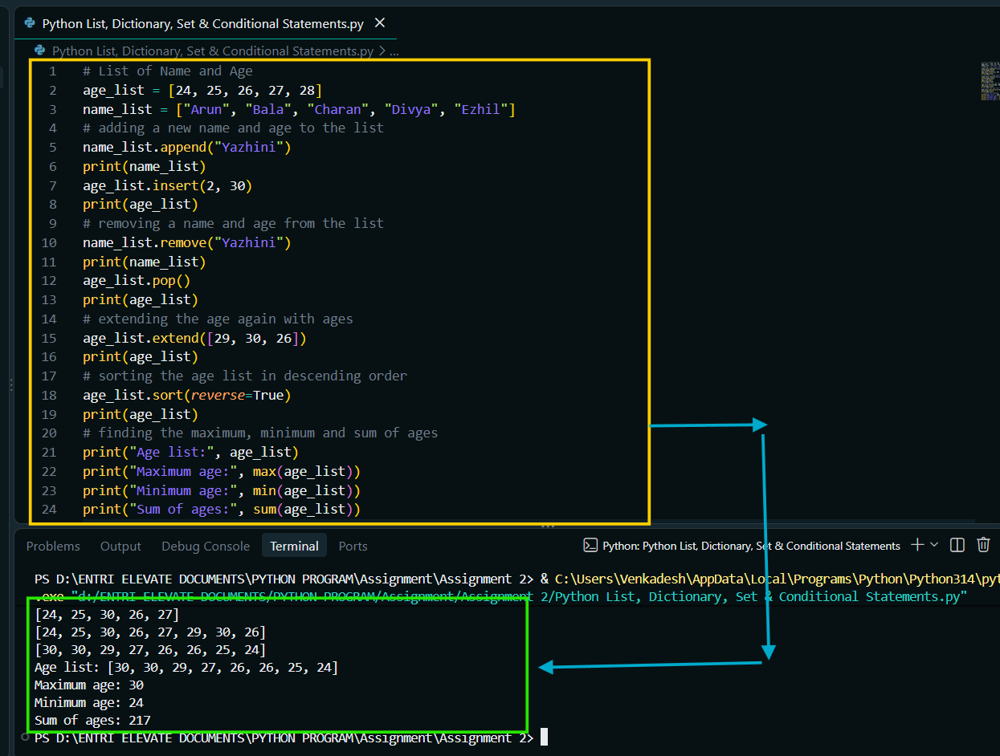 Python List, Dictionary, Set & Conditional Statements.py
Python List, Dictionary, Set & Conditional Statements.py > ...
1 # List of Name and Age
2 age_list = [24, 25, 26, 27, 28]
3 name_list = ["Arun", "Bala", "Charan", "Divya", "Ezhil"]
4 # adding a new name and age to the list
5 name_list.append("Yazhini")
6 print(name_list)
7 age_list.insert(2, 30)
8 print(age_list)
9 # removing a name and age from the list
10 name_list.remove("Yazhini")
11 print(name_list)
12 age_list.pop()
13 print(age_list)
14 # extending the age again with ages
15 age_list.extend([29, 30, 26])
16 print(age_list)
17 # sorting the age list in descending order
18 age_list.sort(reverse=True)
19 print(age_list)
20 # finding the maximum, minimum and sum of ages
21 print("Age list:", age_list)
22 print("Maximum age:", max(age_list))
23 print("Minimum age:", min(age_list))
24 print("Sum of ages:", sum(age_list))
Problems Output Debug Console Terminal Ports Python: Python List, Dictionary, Set & Conditional Statements
PS D:\ENTRI ELEVATE DOCUMENTS\PYTHON PROGRAM\Assignment\Assignment 2> & C:\Users\Venkadesh\AppData\Local\Programs\Python\Python314\pyt
.exe "d:/ENTRI ELEVATE DOCUMENTS/PYTHON PROGRAM/Assignment/Assignment 2/Python List, Dictionary, Set & Conditional Statements.py"
[24, 25, 30, 26, 27]
[24, 25, 30, 26, 27, 29, 30, 26]
[30, 30, 29, 27, 26, 26, 25, 24]
Age list: [30, 30, 29, 27, 26, 26, 25, 24]
Maximum age: 30
Minimum age: 24
Sum of ages: 217
PS D:\ENTRI ELEVATE DOCUMENTS\PYTHON PROGRAM\Assignment\Assignment 2>